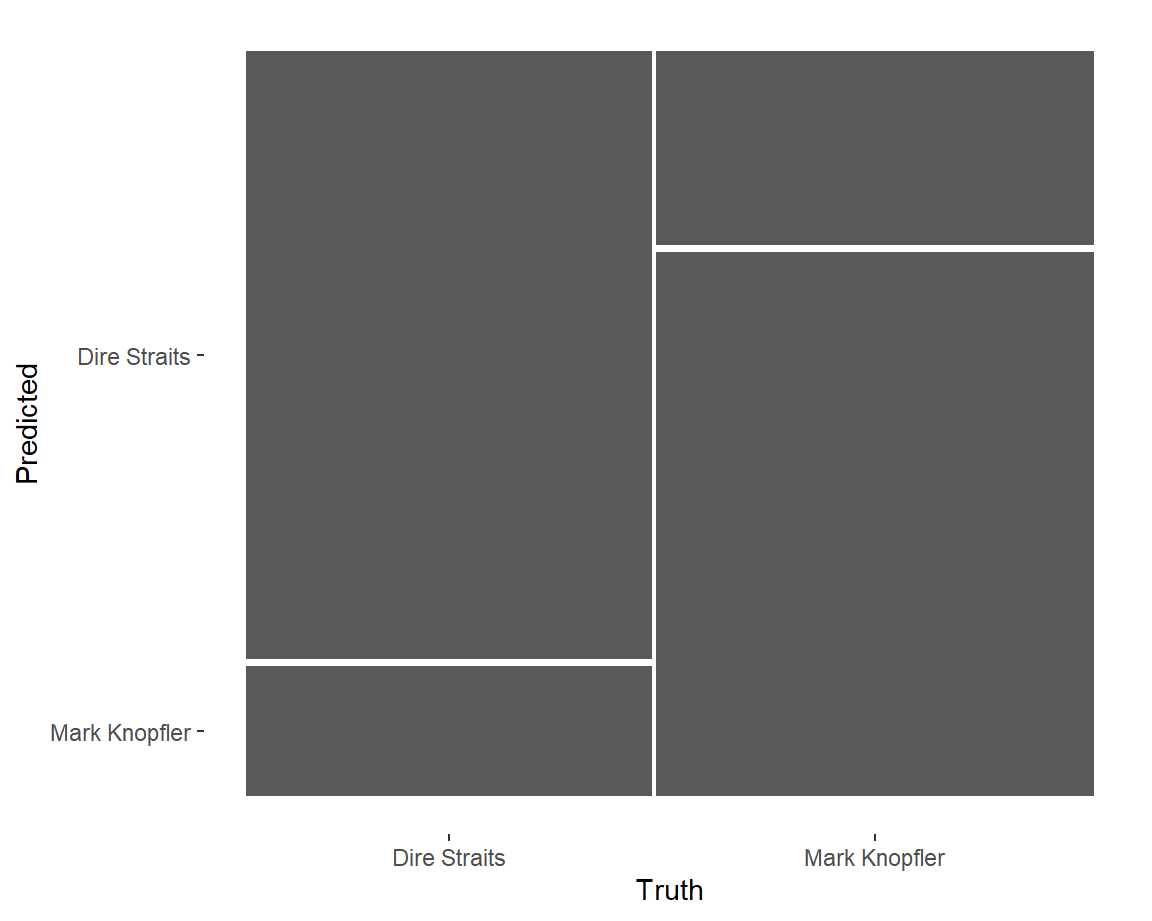 Predicted
Dire Straits
Mark Knopfler
Dire Straits
Mark Knopfler
Truth